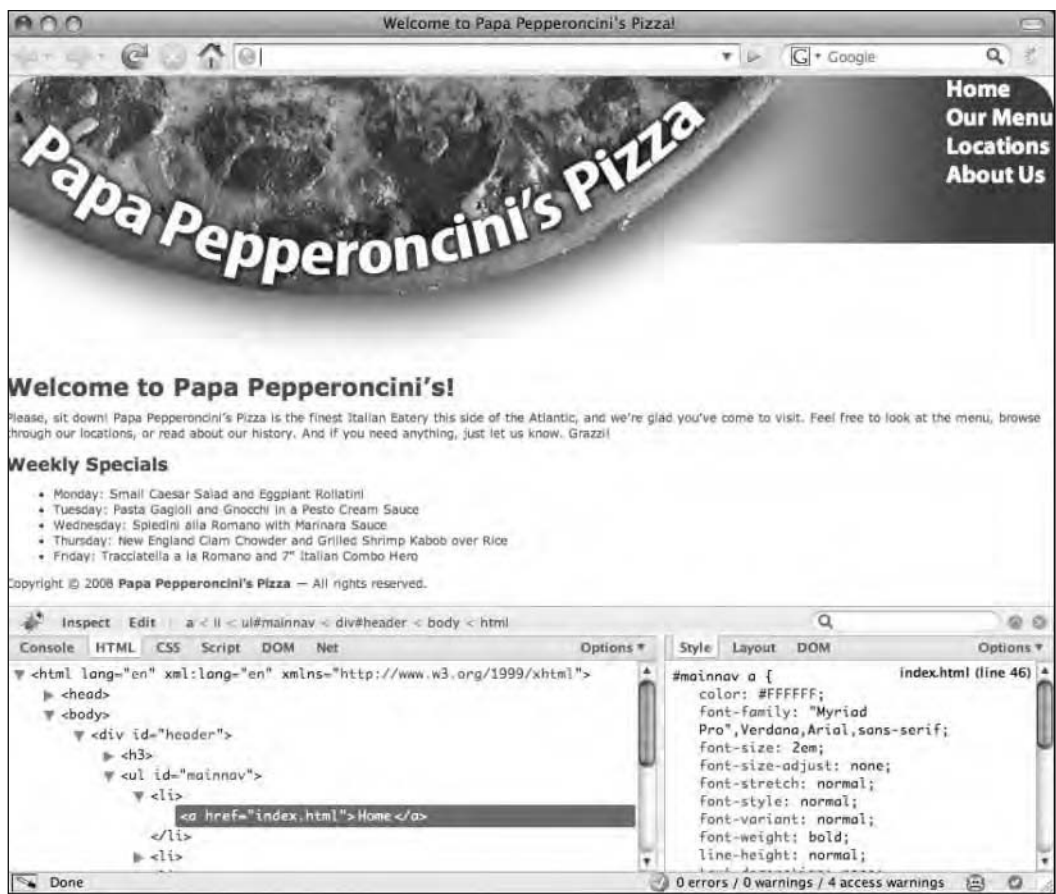 Welcome to Papa Pepperoncini's Pizza!
G Google
Home
Our Menu
Locations
About Us
Papa Pepperoncini's Pizza
Welcome to Papa Pepperoncini's!
Please, sit down! Papa Pepperoncini's Pizza is the finest Italian Eatery this side of the Atlantic, and we're glad you've come to visit. Feel free to look at the menu, browse
through our locations, or read about our history. And if you need anything, just let us know. Grazzi!
Weekly Specials
• Monday: Small Caesar Salad and Eggplant Rollatini
• Tuesday: Pasta Gagioli and Gnocchi in a Pesto Cream Sauce
• Wednesday: Spiedini alla Romano with Marinara Sauce
• Thursday: New England Clam Chowder and Grilled Shrimp Kabob over Rice
• Friday: Tracciatella a la Romano and 7" Italian Combo Hero
Copyright © 2008 Papa Pepperoncini's Pizza — All rights reserved.
Inspect Edit a < li < ul#mainnav < div#header < body < html
Console HTML CSS Script DOM Net Options
<html lang="en" xml:lang="en" xmlns="http://www.w3.org/1999/xhtml">
<head>
<body>
<div id="header">
<h3>
<ul id="mainnav">
<li>
<a href="index.html">Home</a>
</li>
<li>
Style Layout DOM Options
#mainnav a { index.html (line 46)
color: #FFFFFF;
font-family: "Myriad
Pro",Verdana,Arial,sans-serif;
font-size: 2em;
font-size-adjust: none;
font-stretch: normal;
font-style: normal;
font-variant: normal;
font-weight: bold;
line-height: normal;
Done
0 errors / 0 warnings / 4 access warnings